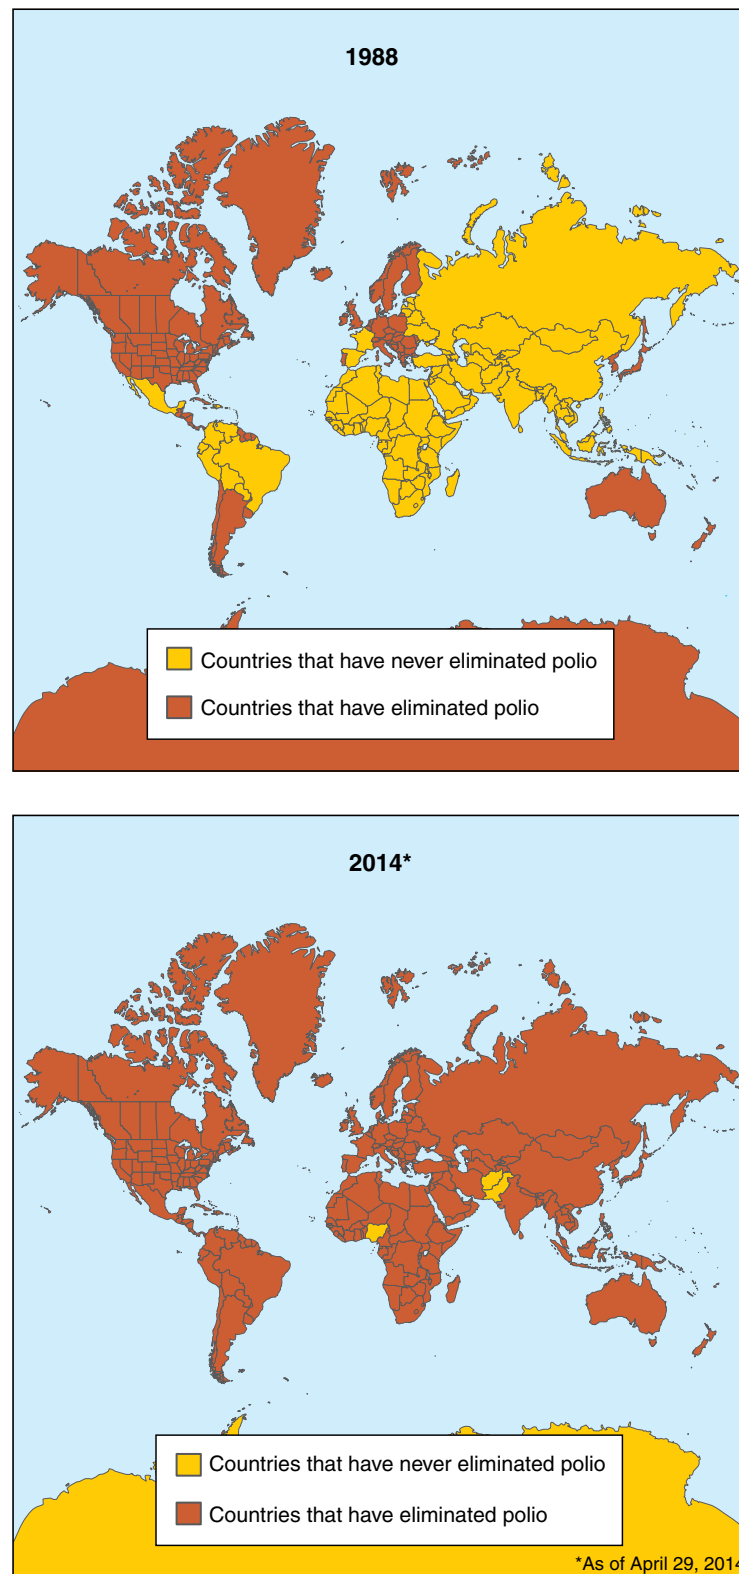 1988
Countries that have never eliminated polio
Countries that have eliminated polio
2014*
Countries that have never eliminated polio
Countries that have eliminated polio
*As of April 29, 2014